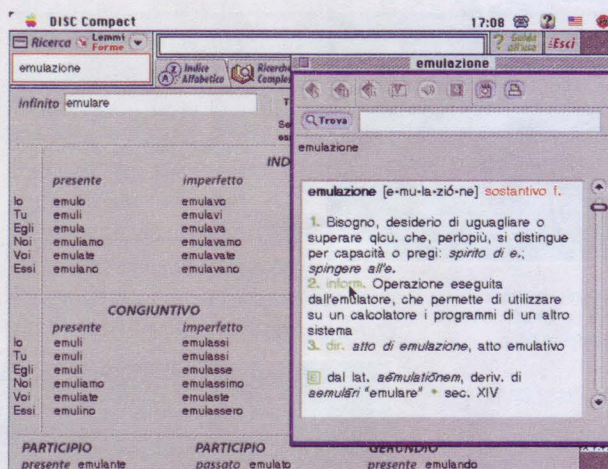 DISC Compact
17:08
Ricerca Lemmi Forme
? Guida all'uso
Esci
emulazione
Indice Alfabetico
Ricerche
Infinito emulare
presente imperfetto
Io emulo emulavo
Tu emuli emulavi
Egli emula emulava
Noi emuliamo emulavamo
Voi emulate emulavate
Essi emulano emulavano
CONGIUNTIVO
presente imperfetto
Io emuli emulassi
Tu emuli emulassi
Egli emuli emulasse
Noi emuliamo emulassimo
Voi emuliate emulaste
Essi emulino emulassero
PARTICIPIO PARTICIPIO GERUNDIO
presente emulante passato emulato presente emulando
emulazione
Trova
emulazione
emulazione [e-mu-la-zió-ne] sostantivo f.
1. Bisogno, desiderio di uguagliare o
superare qlcu. che, perlopiù, si distingue
per capacità o pregi: spirito di e.;
spingere all'e.
2. inform. Operazione eseguita
dall'emulatore, che permette di utilizzare
su un calcolatore i programmi di un altro
sistema
3. dir. atto di emulazione, atto emulativo
E dal lat. aemulatiōnem, deriv. di
aemulāri "emulare" • sec. XIV